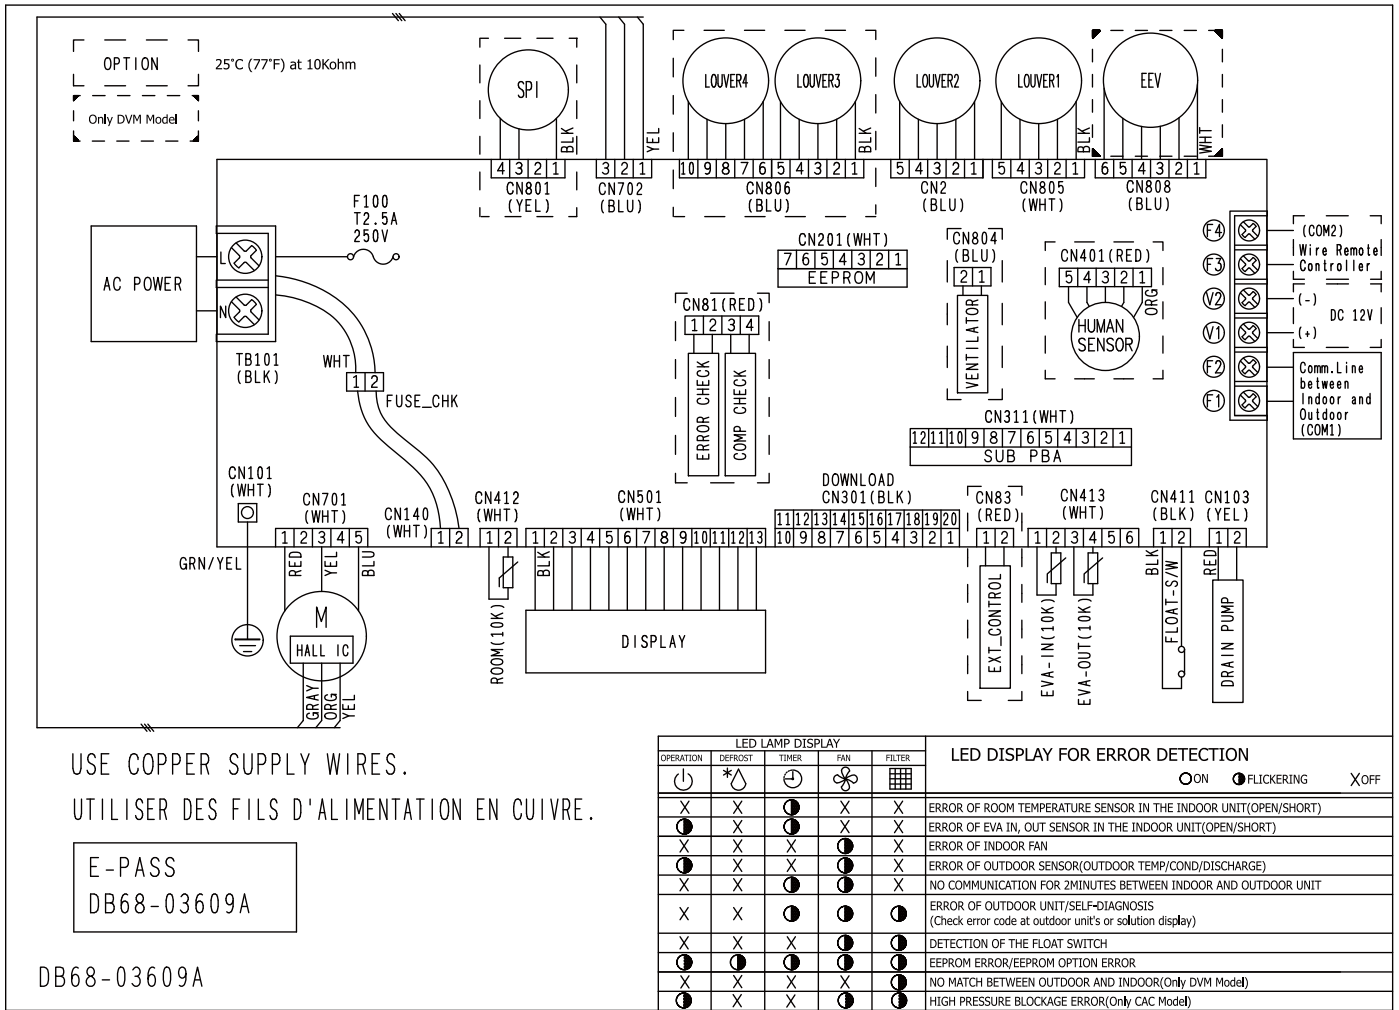 OPTION
25°C (77°F) at 10Kohm
Only DVM Model
SPI
LOUVER4
LOUVER3
LOUVER2
LOUVER1
EEV
BLK
YEL
BLK
BLK
WHT
4 3 2 1
3 2 1
10 9 8 7 6 5 4 3 2 1
5 4 3 2 1
5 4 3 2 1
6 5 4 3 2 1
CN801
(YEL)
CN702
(BLU)
CN806
(BLU)
CN2
(BLU)
CN805
(WHT)
CN808
(BLU)
F100
T2.5A
250V
AC POWER
L
N
TB101
(BLK)
WHT
1 2
FUSE_CHK
CN201(WHT)
7 6 5 4 3 2 1
EEPROM
CN804
(BLU)
2 1
VENTILATOR
CN401(RED)
5 4 3 2 1
ORG
HUMAN
SENSOR
CN81(RED)
1 2 3 4
ERROR CHECK
COMP CHECK
F4
F3
V2
V1
F2
F1
(COM2)
Wire Remote
Controller
(-)
DC 12V
(+)
Comm.Line
between
Indoor and
Outdoor
(COM1)
CN311(WHT)
12 11 10 9 8 7 6 5 4 3 2 1
SUB PBA
CN101
(WHT)
GRN/YEL
CN701
(WHT)
1 2 3 4 5
RED
YEL
BLU
M
HALL IC
GRAY
ORG
YEL
CN140
(WHT)
1 2
CN412
(WHT)
1 2
ROOM(10K)
CN501
(WHT)
1 2 3 4 5 6 7 8 9 10 11 12 13
BLK
DISPLAY
DOWNLOAD
CN301(BLK)
11 12 13 14 15 16 17 18 19 20
10 9 8 7 6 5 4 3 2 1
CN83
(RED)
1 2
EXT_CONTROL
CN413
(WHT)
1 2 3 4 5 6
EVA-IN(10K)
EVA-OUT(10K)
CN411
(BLK)
1 2
BLK
FLOAT-S/W
CN103
(YEL)
1 2
RED
DRAIN PUMP
USE COPPER SUPPLY WIRES.
UTILISER DES FILS D'ALIMENTATION EN CUIVRE.
E-PASS
DB68-03609A
DB68-03609A
LED LAMP DISPLAY
OPERATION DEFROST TIMER FAN FILTER
LED DISPLAY FOR ERROR DETECTION
ON FLICKERING X OFF
X X X X ERROR OF ROOM TEMPERATURE SENSOR IN THE INDOOR UNIT(OPEN/SHORT)
X X X ERROR OF EVA IN, OUT SENSOR IN THE INDOOR UNIT(OPEN/SHORT)
X X X X ERROR OF INDOOR FAN
X X X ERROR OF OUTDOOR SENSOR(OUTDOOR TEMP/COND/DISCHARGE)
X X X NO COMMUNICATION FOR 2MINUTES BETWEEN INDOOR AND OUTDOOR UNIT
X X ERROR OF OUTDOOR UNIT/SELF-DIAGNOSIS
(Check error code at outdoor unit's or solution display)
X X X DETECTION OF THE FLOAT SWITCH
EEPROM ERROR/EEPROM OPTION ERROR
X X X X NO MATCH BETWEEN OUTDOOR AND INDOOR(Only DVM Model)
X X HIGH PRESSURE BLOCKAGE ERROR(Only CAC Model)